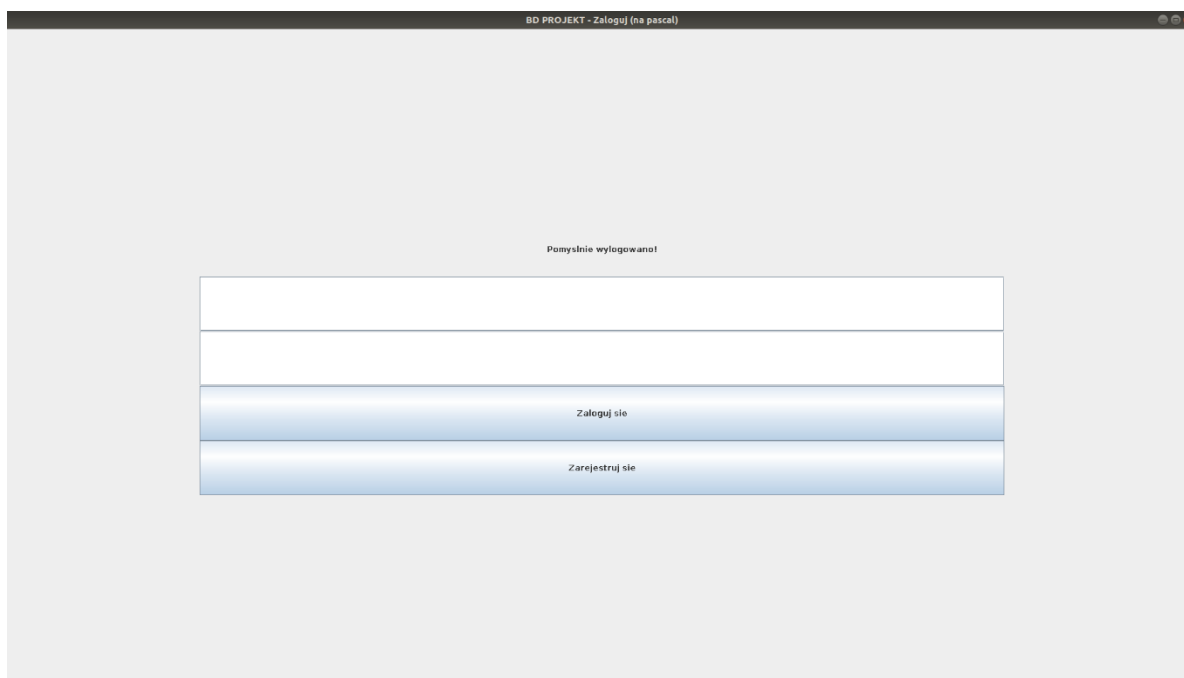 BD PROJEKT - Zaloguj (na pascal)
Pomyslnie wylogowano!
Zaloguj sie
Zarejestruj sie